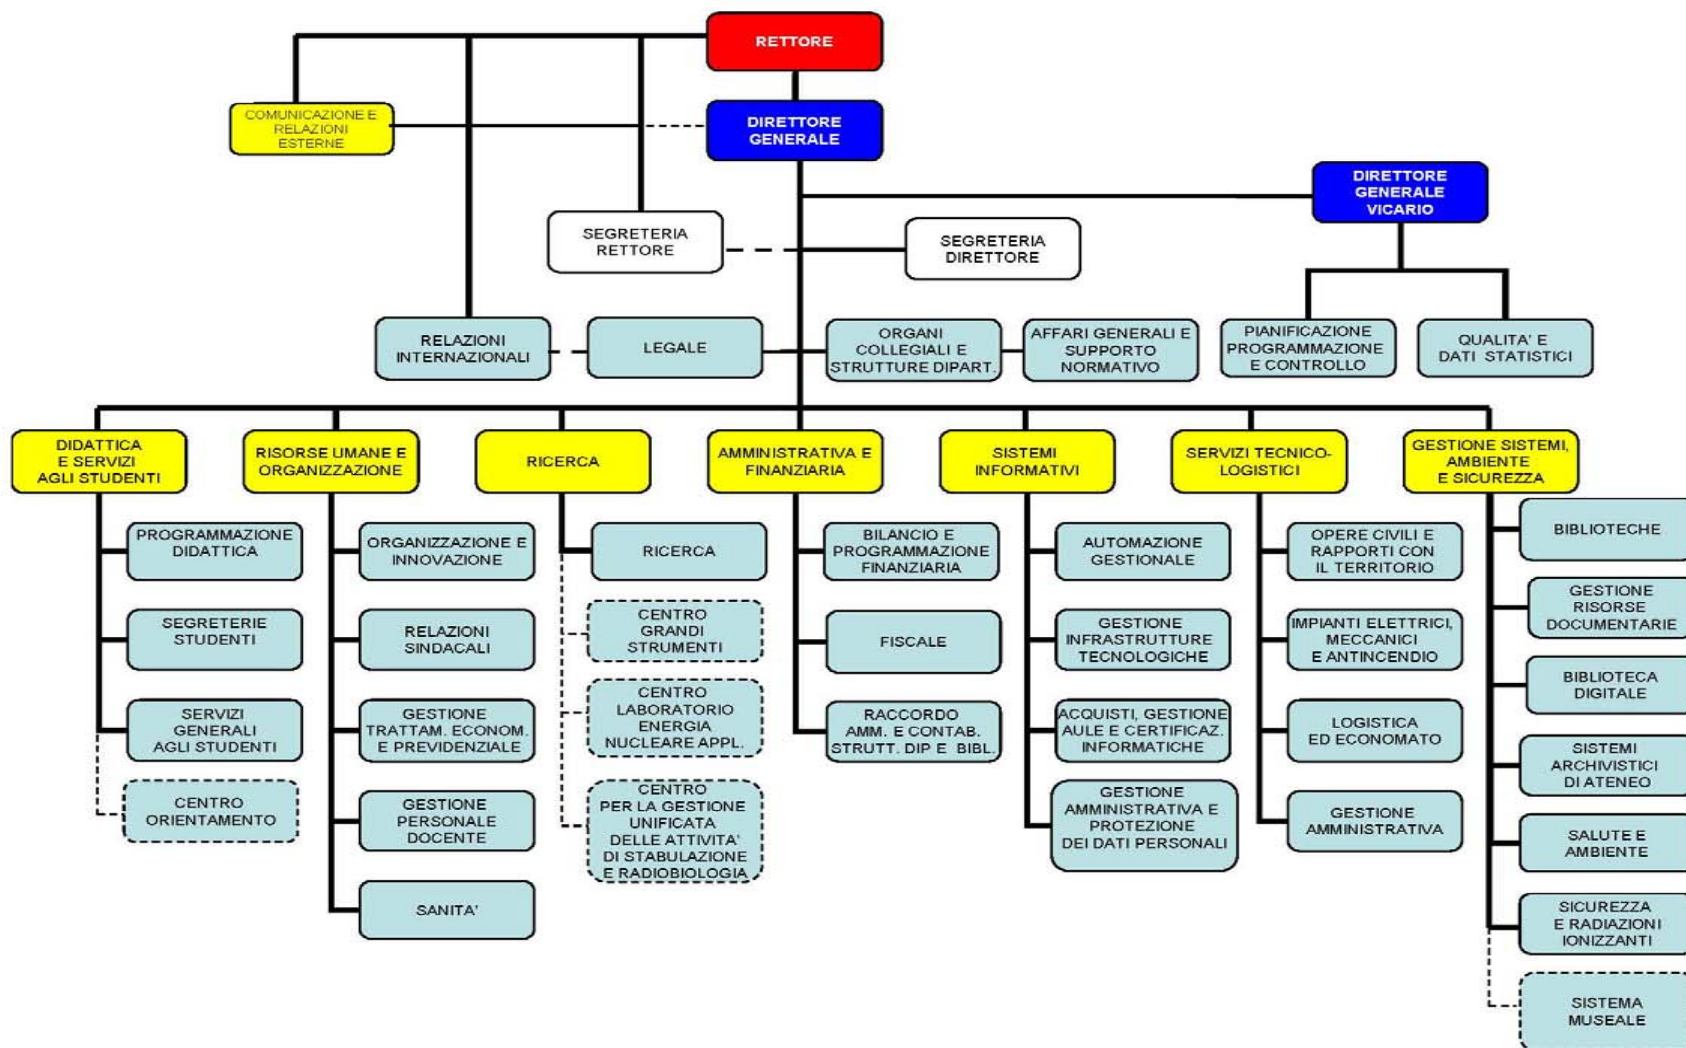 RETTORE
COMUNICAZIONE E
RELAZIONI
ESTERNE
DIRETTORE
GENERALE
DIRETTORE
GENERALE
VICARIO
SEGRETERIA
RETTORE
SEGRETERIA
DIRETTORE
RELAZIONI
INTERNAZIONALI
LEGALE
ORGANI
COLLEGIALI E
STRUTTURE DIPART.
AFFARI GENERALI E
SUPPORTO
NORMATIVO
PIANIFICAZIONE
PROGRAMMAZIONE
E CONTROLLO
QUALITA' E
DATI STATISTICI
DIDATTICA
E SERVIZI
AGLI STUDENTI
PROGRAMMAZIONE
DIDATTICA
SEGRETERIE
STUDENTI
SERVIZI
GENERALI
AGLI STUDENTI
CENTRO
ORIENTAMENTO
RISORSE UMANE E
ORGANIZZAZIONE
ORGANIZZAZIONE E
INNOVAZIONE
RELAZIONI
SINDACALI
GESTIONE
TRATTAM. ECONOM.
E PREVIDENZIALE
GESTIONE
PERSONALE
DOCENTE
SANITA'
RICERCA
RICERCA
CENTRO
GRANDI
STRUMENTI
CENTRO
LABORATORIO
ENERGIA
NUCLEARE APPL.
CENTRO
PER LA GESTIONE
UNIFICATA
DELLE ATTIVITA'
DI STABULAZIONE
E RADIOBIOLOGIA
AMMINISTRATIVA E
FINANZIARIA
BILANCIO E
PROGRAMMAZIONE
FINANZIARIA
FISCALE
RACCORDO
AMM. E CONTAB.
STRUTT. DIP E BIBL.
SISTEMI
INFORMATIVI
AUTOMAZIONE
GESTIONALE
GESTIONE
INFRASTRUTTURE
TECNOLOGICHE
ACQUISTI, GESTIONE
AULE E CERTIFICAZ.
INFORMATICHE
GESTIONE
AMMINISTRATIVA E
PROTEZIONE
DEI DATI PERSONALI
SERVIZI TECNICO-
LOGISTICI
OPERE CIVILI E
RAPPORTI CON
IL TERRITORIO
IMPIANTI ELETTRICI,
MECCANICI
E ANTINCENDIO
LOGISTICA
ED ECONOMATO
GESTIONE
AMMINISTRATIVA
GESTIONE SISTEMI,
AMBIENTE
E SICUREZZA
BIBLIOTECHE
GESTIONE
RISORSE
DOCUMENTARIE
BIBLIOTECA
DIGITALE
SISTEMI
ARCHIVISTICI
DI ATENEO
SALUTE E
AMBIENTE
SICUREZZA
E RADIAZIONI
IONIZZANTI
SISTEMA
MUSEALE